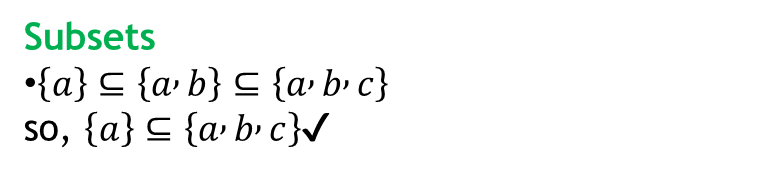 Subsets
•{a} ⊆ {a, b} ⊆ {a, b, c}
so, {a} ⊆ {a, b, c}✓